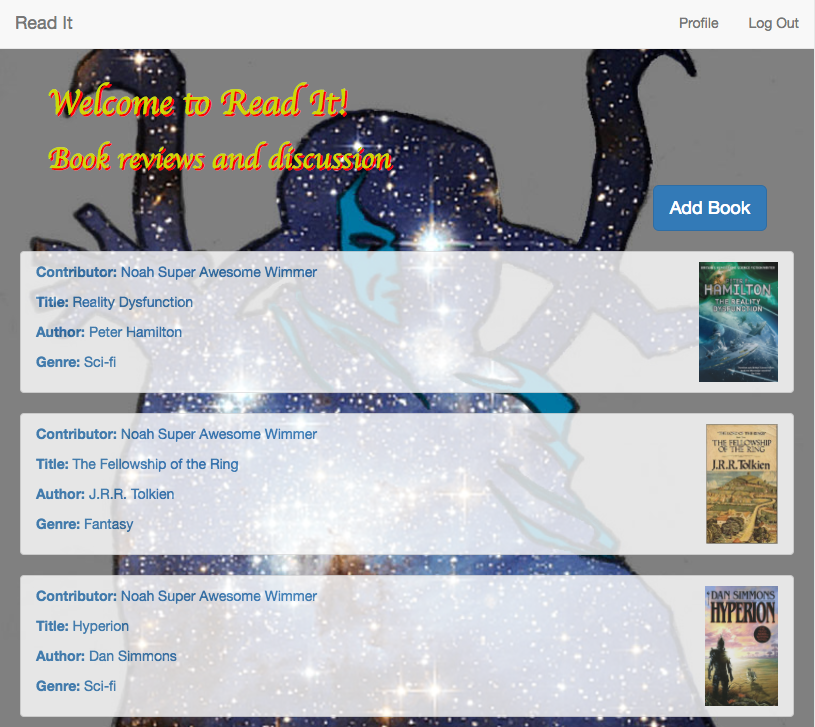 Read It
Profile
Log Out
Welcome to Read It!
Book reviews and discussion
Add Book
Contributor: Noah Super Awesome Wimmer
Title: Reality Dysfunction
Author: Peter Hamilton
Genre: Sci-fi
HAMILTON
THE REALITY
DYSFUNCTION
Contributor: Noah Super Awesome Wimmer
Title: The Fellowship of the Ring
Author: J.R.R. Tolkien
Genre: Fantasy
THE FELLOWSHIP
OF THE RING
J.R.R.Tolkien
Contributor: Noah Super Awesome Wimmer
Title: Hyperion
Author: Dan Simmons
Genre: Sci-fi
DAN SIMMONS
HYPERION